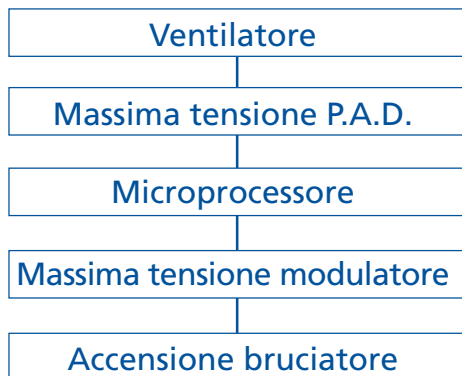 Ventilatore
Massima tensione P.A.D.
Microprocessore
Massima tensione modulatore
Accensione bruciatore